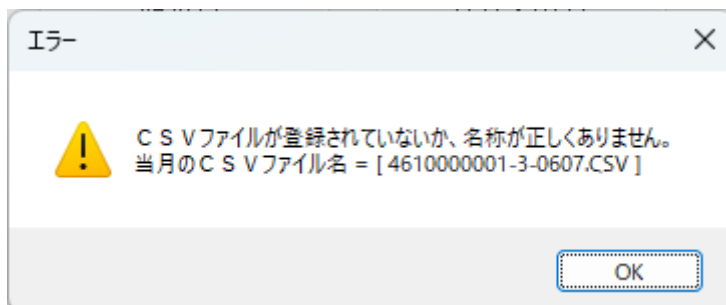 エラー
ＣＳＶファイルが登録されていないか、名称が正しくありません。
当月のＣＳＶファイル名 = [ 4610000001-3-0607.CSV ]
OK